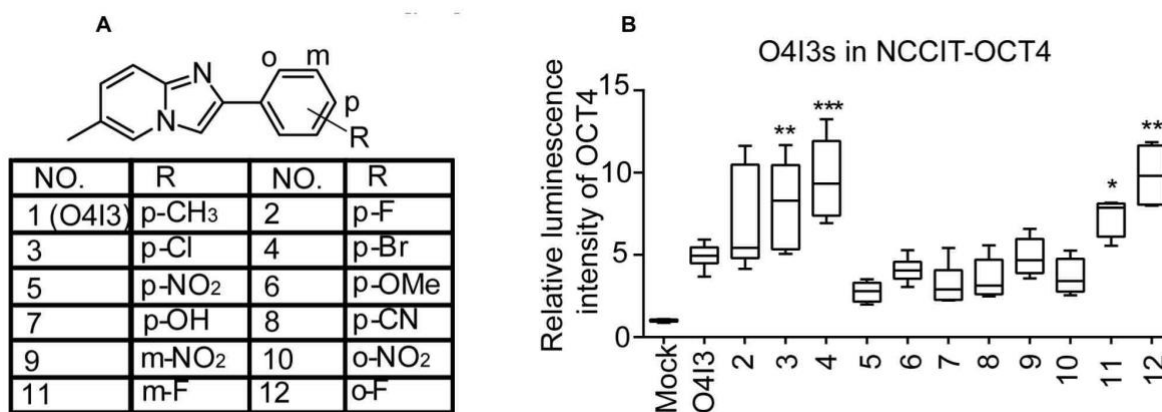 A
N
N
o
m
p
R
NO. R NO. R
1 (O4I3) p-CH3 2 p-F
3 p-Cl 4 p-Br
5 p-NO2 6 p-OMe
7 p-OH 8 p-CN
9 m-NO2 10 o-NO2
11 m-F 12 o-F
B
O4I3s in NCCIT-OCT4
Relative luminescence
intensity of OCT4
15
10
5
0
** *** * **
Mock O4I3 2 3 4 5 6 7 8 9 10 11 12